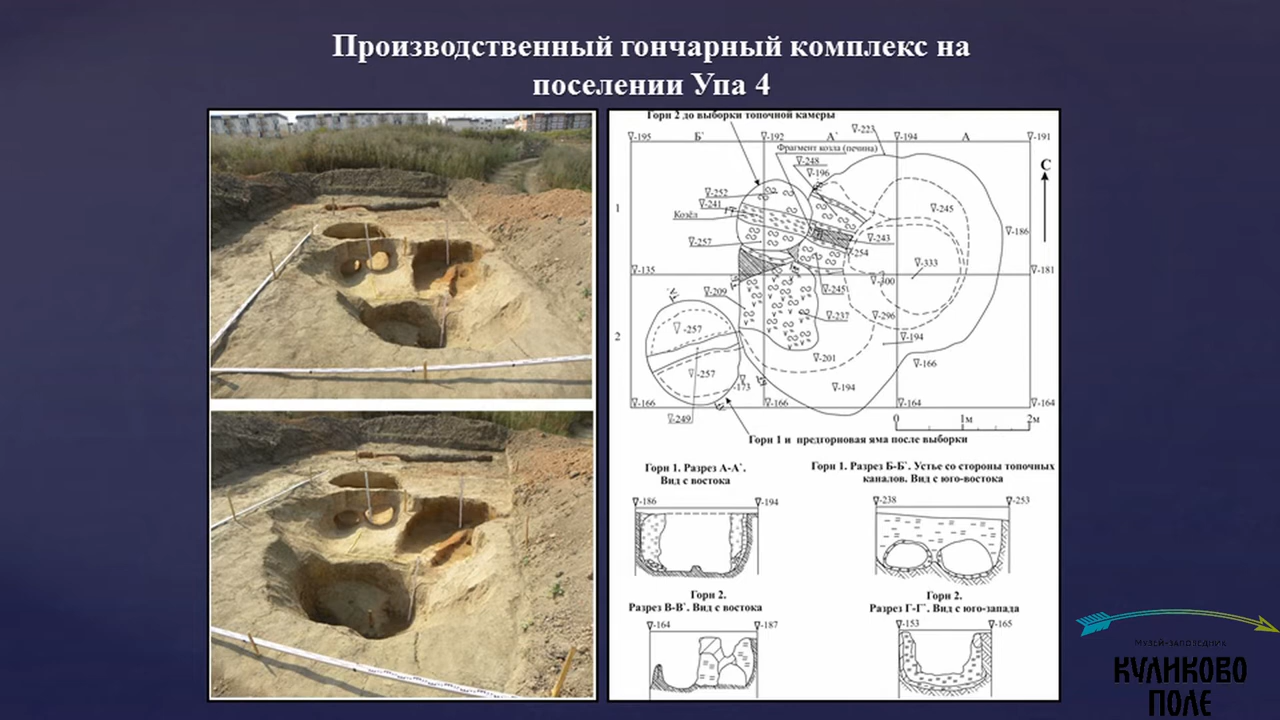 Производственный гончарный комплекс на
поселении Упа 4
Горн 2 до выборки топочной камеры
∇-195
Б`
∇-192
А`
∇-223
∇-194
А
∇-191
Фрагмент козла (печина)
∇-248
∇-196
С
∇-252
∇-241
Козёл
∇-257
1
∇-245
∇-186
∇-243
-254
∇-333
∇-135
∇-181
∇-209
∇-245
∇-237
∇-296
∇-194
2
∇-257
∇-257
∇-201
∇-166
-173
∇-194
∇-166
∇-166
∇-164
∇-164
∇-249
0 1м 2м
Горн 1 и предгорновая яма после выборки
Горн 1. Разрез А-А`.
Вид с востока
Горн 1. Разрез Б-Б`. Устье со стороны топочных
каналов. Вид с юго-востока
∇-186
∇-194
∇-238
∇-253
Горн 2.
Разрез В-В`. Вид с востока
Горн 2.
Разрез Г-Г`. Вид с юго-запада
∇-164
∇-187
∇-153
∇-165
МУЗЕЙ-ЗАПОВЕДНИК
КУЛИКОВО
ПОЛЕ